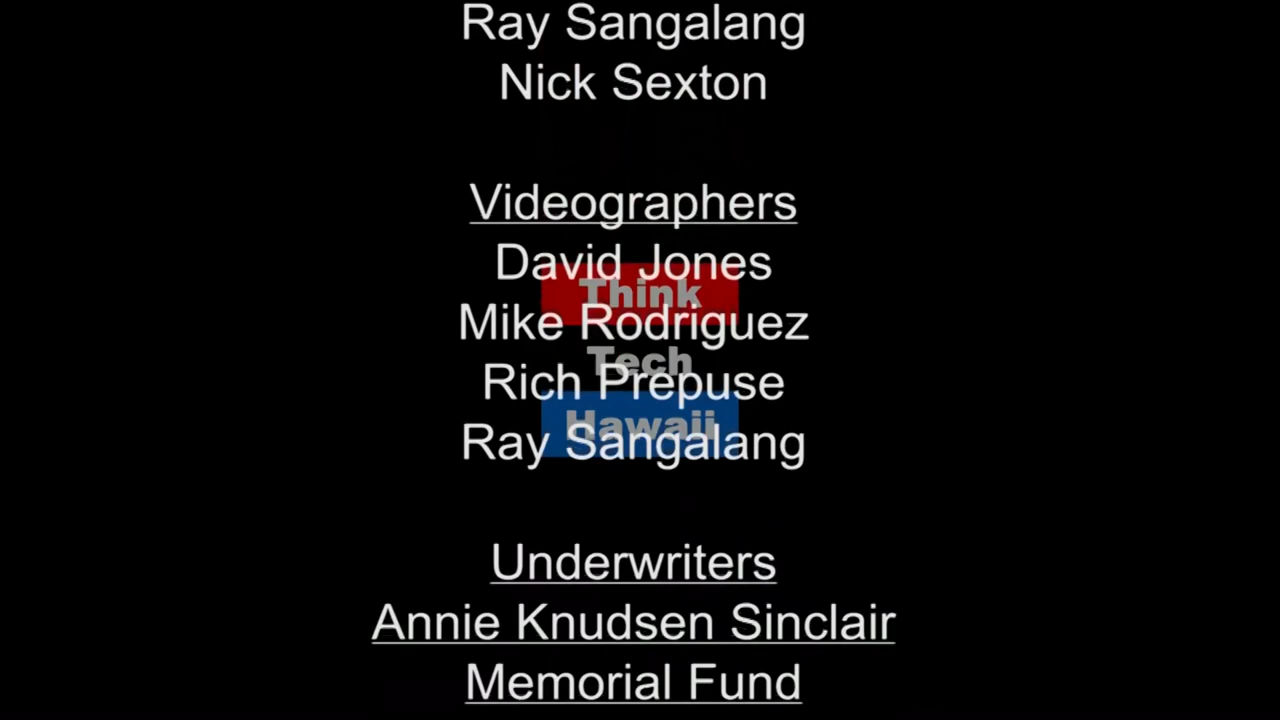 Ray Sangalang
Nick Sexton
Videographers
David Jones
Think
Mike Rodriguez
Tech
Rich Prepuse
Hawaii
Ray Sangalang
Underwriters
Annie Knudsen Sinclair
Memorial Fund